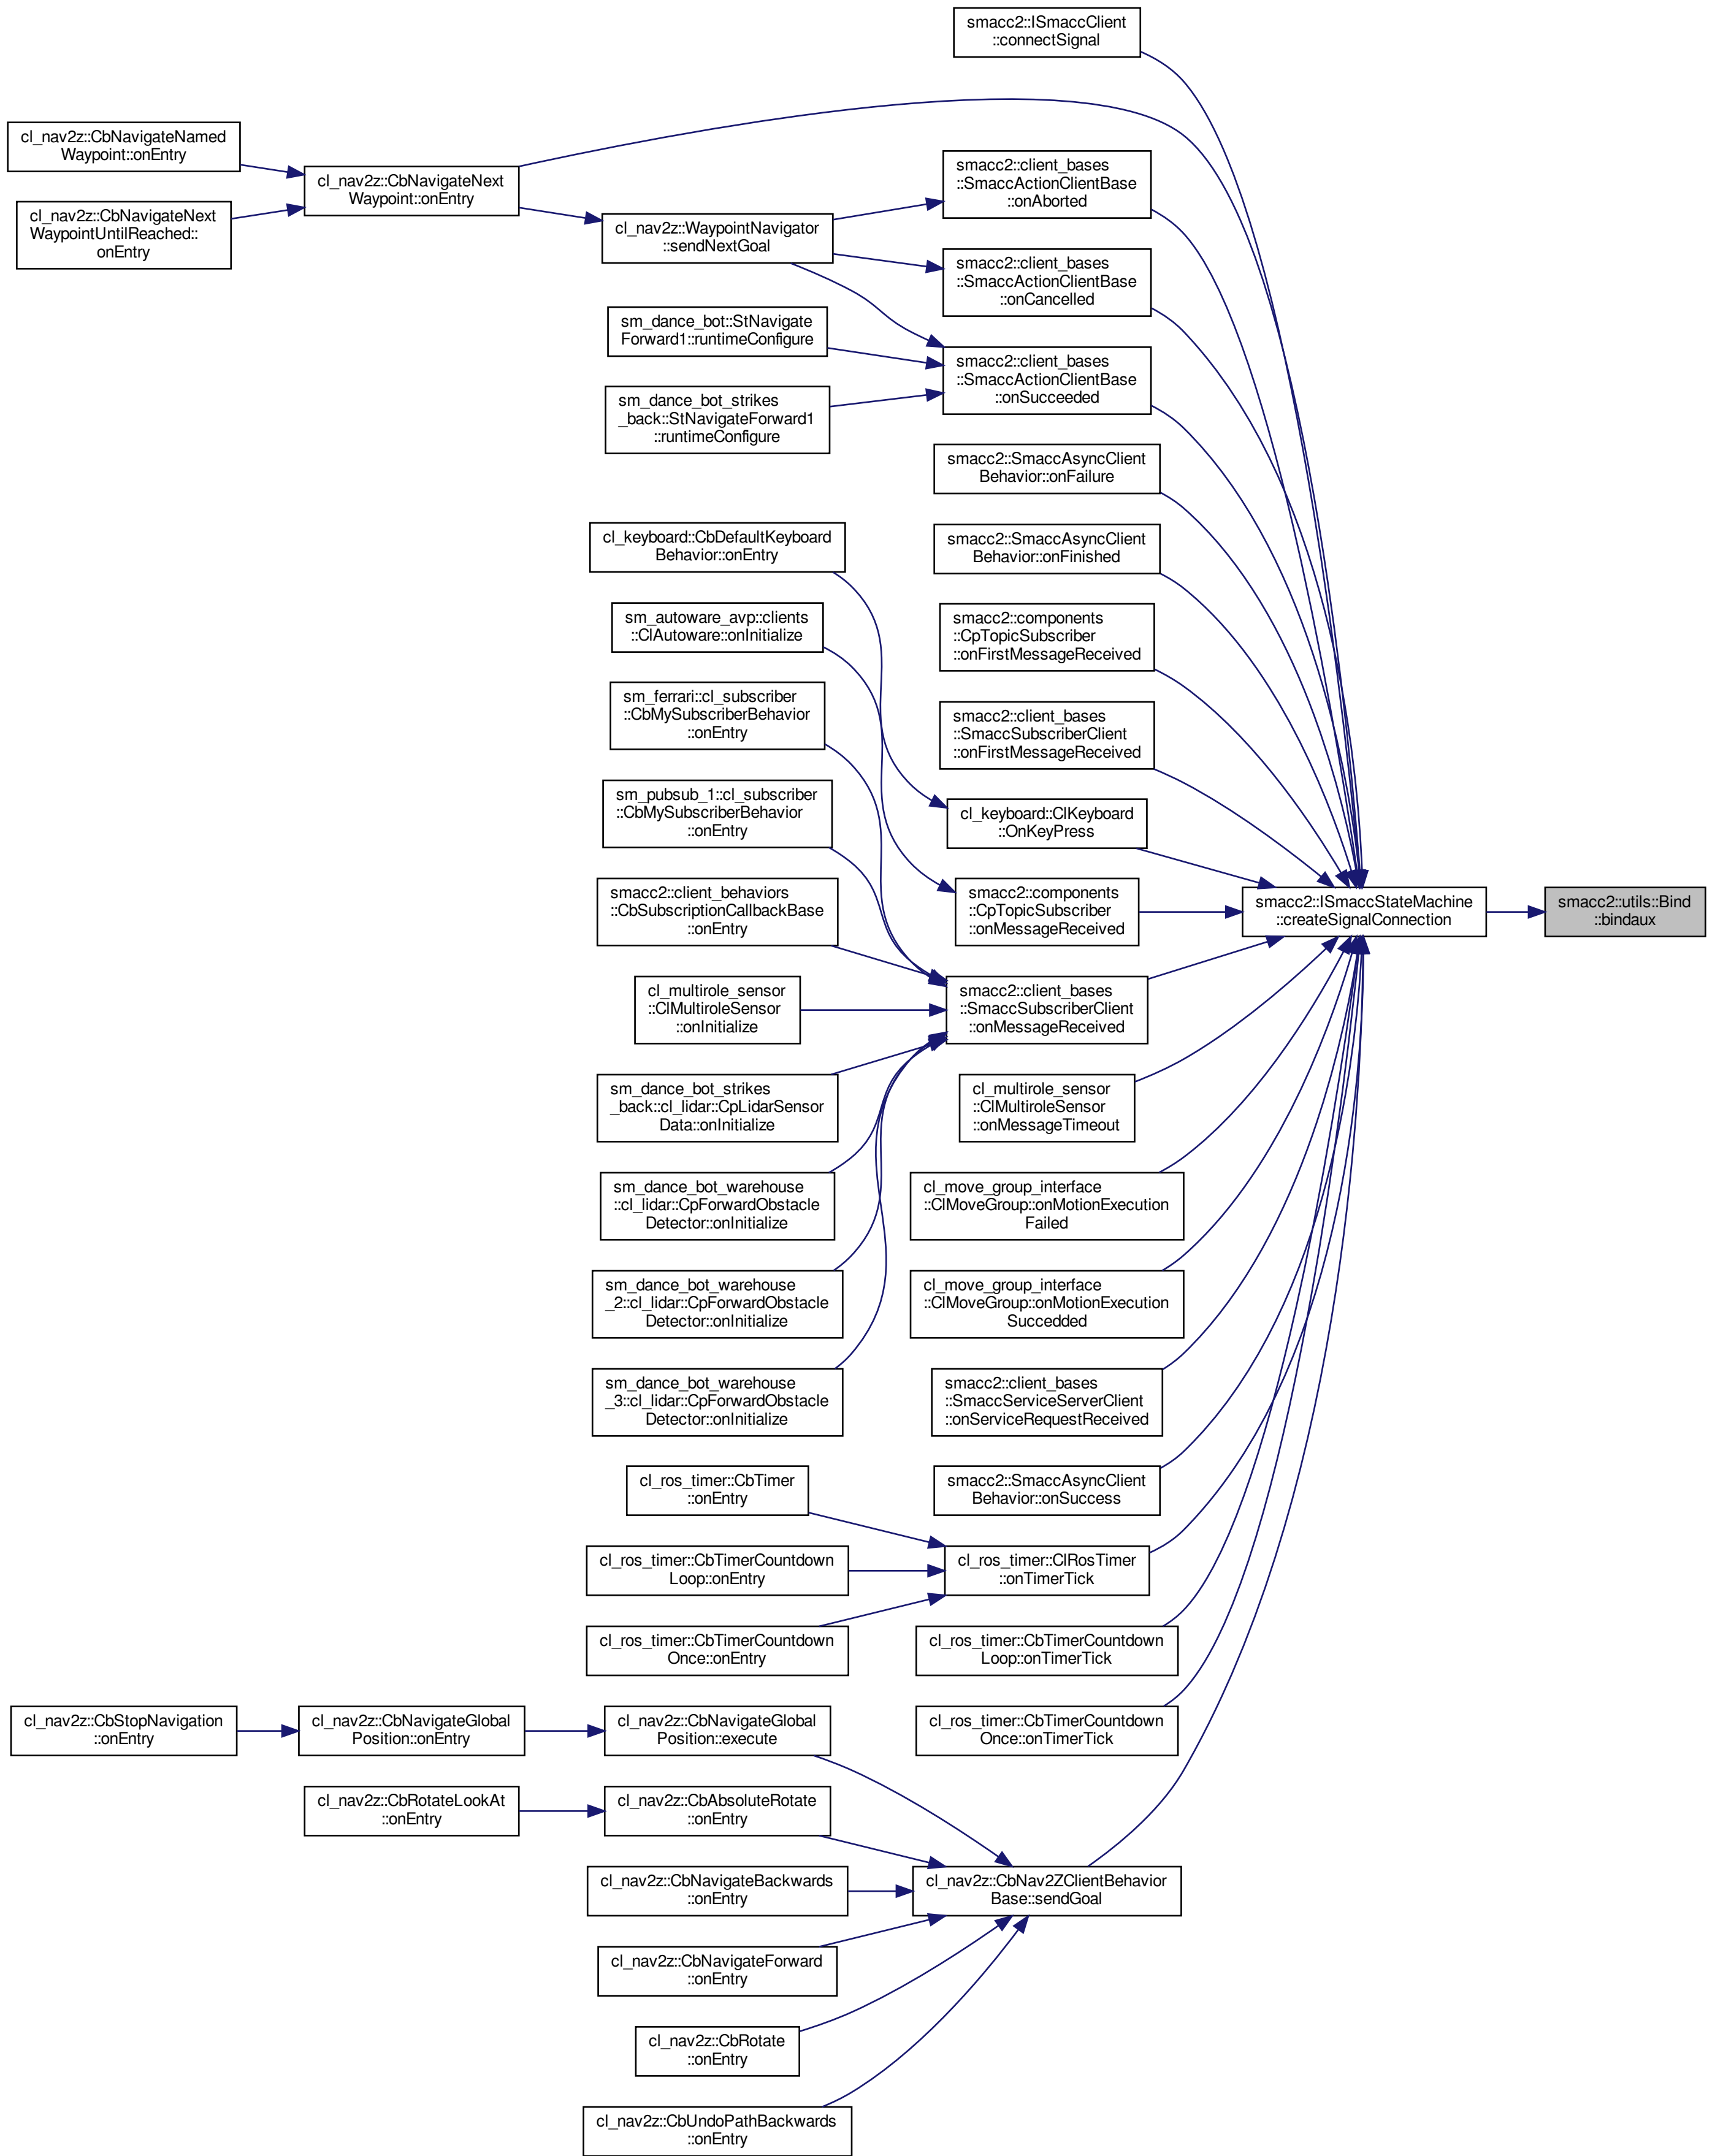 smacc2::ISmaccClient
::connectSignal
cl_nav2z::CbNavigateNamed
Waypoint::onEntry
cl_nav2z::CbNavigateNext
WaypointUntilReached::
onEntry
cl_nav2z::CbNavigateNext
Waypoint::onEntry
cl_nav2z::WaypointNavigator
::sendNextGoal
smacc2::client_bases
::SmaccActionClientBase
::onAborted
smacc2::client_bases
::SmaccActionClientBase
::onCancelled
sm_dance_bot::StNavigate
Forward1::runtimeConfigure
smacc2::client_bases
::SmaccActionClientBase
::onSucceeded
sm_dance_bot_strikes
_back::StNavigateForward1
::runtimeConfigure
smacc2::SmaccAsyncClient
Behavior::onFailure
cl_keyboard::CbDefaultKeyboard
Behavior::onEntry
smacc2::SmaccAsyncClient
Behavior::onFinished
sm_autoware_avp::clients
::ClAutoware::onInitialize
smacc2::components
::CpTopicSubscriber
::onFirstMessageReceived
sm_ferrari::cl_subscriber
::CbMySubscriberBehavior
::onEntry
smacc2::client_bases
::SmaccSubscriberClient
::onFirstMessageReceived
sm_pubsub_1::cl_subscriber
::CbMySubscriberBehavior
::onEntry
cl_keyboard::ClKeyboard
::OnKeyPress
smacc2::client_behaviors
::CbSubscriptionCallbackBase
::onEntry
smacc2::components
::CpTopicSubscriber
::onMessageReceived
smacc2::ISmaccStateMachine
::createSignalConnection
smacc2::utils::Bind
::bindaux
cl_multirole_sensor
::ClMultiroleSensor
::onInitialize
smacc2::client_bases
::SmaccSubscriberClient
::onMessageReceived
sm_dance_bot_strikes
_back::cl_lidar::CpLidarSensor
Data::onInitialize
cl_multirole_sensor
::ClMultiroleSensor
::onMessageTimeout
sm_dance_bot_warehouse
::cl_lidar::CpForwardObstacle
Detector::onInitialize
cl_move_group_interface
::ClMoveGroup::onMotionExecution
Failed
sm_dance_bot_warehouse
_2::cl_lidar::CpForwardObstacle
Detector::onInitialize
cl_move_group_interface
::ClMoveGroup::onMotionExecution
Succedded
sm_dance_bot_warehouse
_3::cl_lidar::CpForwardObstacle
Detector::onInitialize
smacc2::client_bases
::SmaccServiceServerClient
::onServiceRequestReceived
cl_ros_timer::CbTimer
::onEntry
smacc2::SmaccAsyncClient
Behavior::onSuccess
cl_ros_timer::CbTimerCountdown
Loop::onEntry
cl_ros_timer::ClRosTimer
::onTimerTick
cl_ros_timer::CbTimerCountdown
Once::onEntry
cl_ros_timer::CbTimerCountdown
Loop::onTimerTick
cl_nav2z::CbStopNavigation
::onEntry
cl_nav2z::CbNavigateGlobal
Position::onEntry
cl_nav2z::CbNavigateGlobal
Position::execute
cl_ros_timer::CbTimerCountdown
Once::onTimerTick
cl_nav2z::CbRotateLookAt
::onEntry
cl_nav2z::CbAbsoluteRotate
::onEntry
cl_nav2z::CbNavigateBackwards
::onEntry
cl_nav2z::CbNav2ZClientBehavior
Base::sendGoal
cl_nav2z::CbNavigateForward
::onEntry
cl_nav2z::CbRotate
::onEntry
cl_nav2z::CbUndoPathBackwards
::onEntry